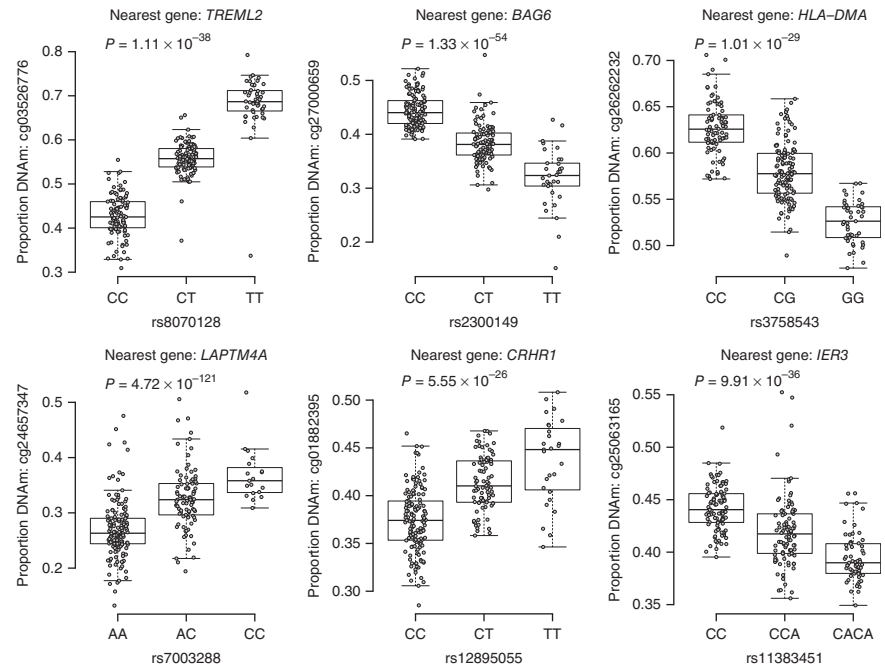 Nearest gene: TREML2
P = 1.11 × 10⁻³⁸
Proportion DNAm: cg03526776
0.8
0.7
0.6
0.5
0.4
0.3
CC CT TT
rs8070128
Nearest gene: BAG6
P = 1.33 × 10⁻⁵⁴
Proportion DNAm: cg27000659
0.5
0.4
0.3
0.2
CC CT TT
rs2300149
Nearest gene: HLA–DMA
P = 1.01 × 10⁻²⁹
Proportion DNAm: cg26262232
0.70
0.65
0.60
0.55
0.50
CC CG GG
rs3758543
Nearest gene: LAPTM4A
P = 4.72 × 10⁻¹²¹
Proportion DNAm: cg24657347
0.5
0.4
0.3
0.2
AA AC CC
rs7003288
Nearest gene: CRHR1
P = 5.55 × 10⁻²⁶
Proportion DNAm: cg01882395
0.50
0.45
0.40
0.35
0.30
CC CT TT
rs12895055
Nearest gene: IER3
P = 9.91 × 10⁻³⁶
Proportion DNAm: cg25063165
0.55
0.50
0.45
0.40
0.35
CC CCA CACA
rs11383451